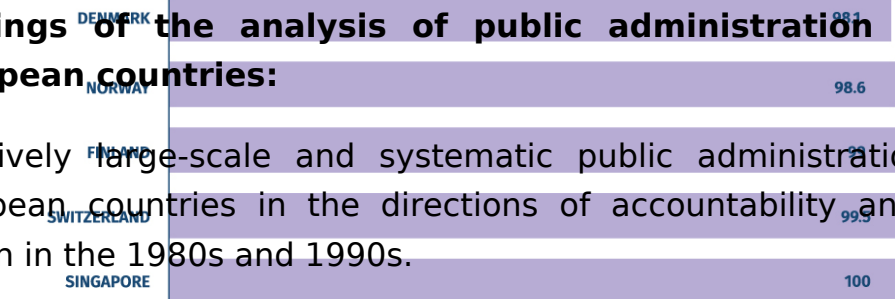 DENMARK 98.1
ings of the analysis of public administration
pean countries:
NORWAY 98.6
ively large-scale and systematic public administratio
FINLAND 99
pean countries in the directions of accountability an
SWITZERLAND 99.5
n in the 1980s and 1990s.
SINGAPORE 100